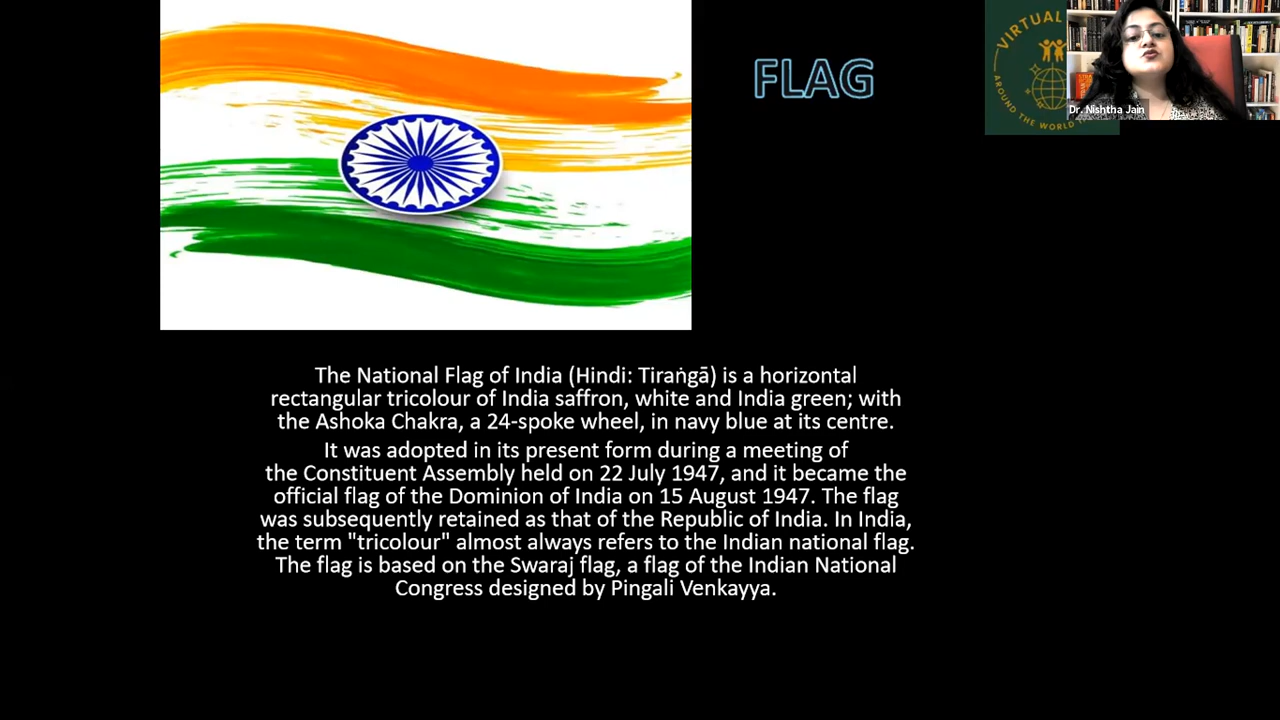 FLAG
VIRTUAL
AROUND THE WORLD
Dr. Nishtha Jain
The National Flag of India (Hindi: Tiraṅgā) is a horizontal
rectangular tricolour of India saffron, white and India green; with
the Ashoka Chakra, a 24-spoke wheel, in navy blue at its centre.
It was adopted in its present form during a meeting of
the Constituent Assembly held on 22 July 1947, and it became the
official flag of the Dominion of India on 15 August 1947. The flag
was subsequently retained as that of the Republic of India. In India,
the term "tricolour" almost always refers to the Indian national flag.
The flag is based on the Swaraj flag, a flag of the Indian National
Congress designed by Pingali Venkayya.